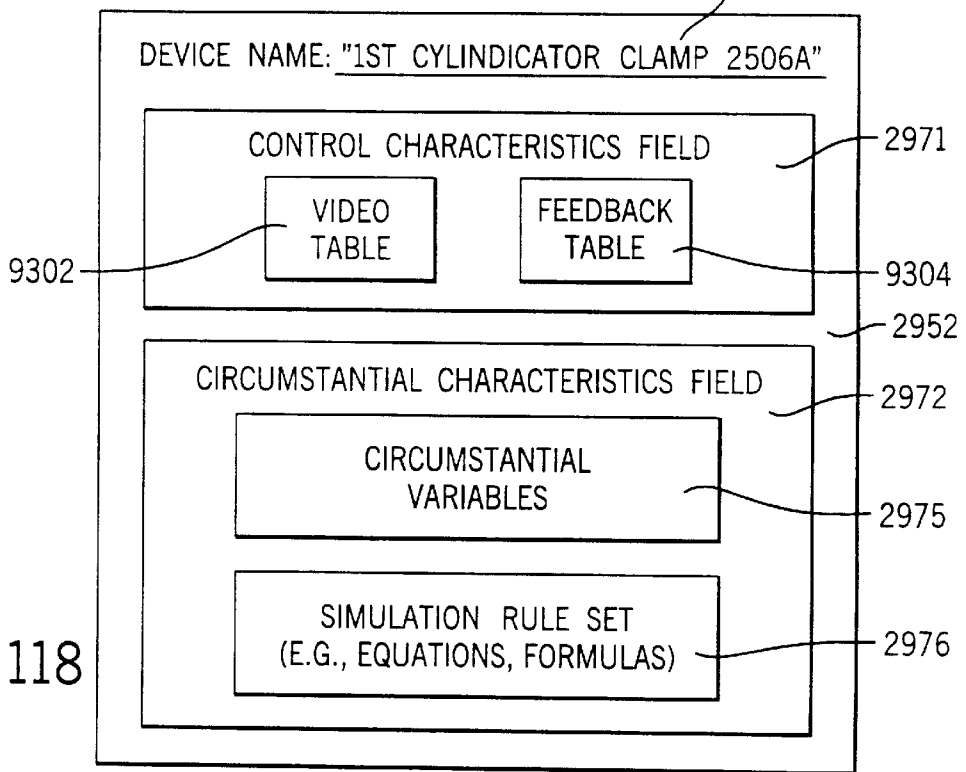 DEVICE NAME: "1ST CYLINDICATOR CLAMP 2506A"
CONTROL CHARACTERISTICS FIELD
2971
VIDEO
TABLE
FEEDBACK
TABLE
9302
9304
2952
CIRCUMSTANTIAL CHARACTERISTICS FIELD
2972
CIRCUMSTANTIAL
VARIABLES
2975
SIMULATION RULE SET
(E.G., EQUATIONS, FORMULAS)
2976
118